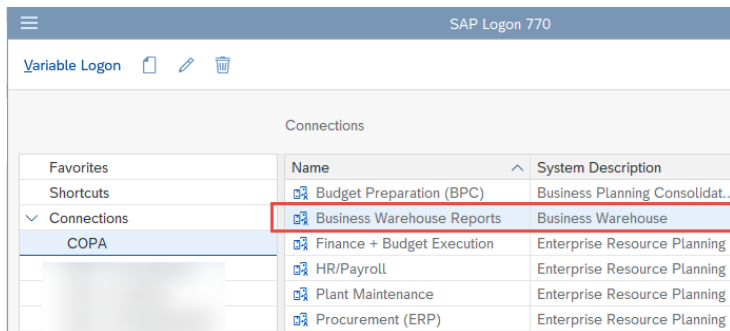 SAP Logon 770
Variable Logon
Connections
Favorites
Shortcuts
Connections
COPA
Name System Description
Budget Preparation (BPC) Business Planning Consolidat...
Business Warehouse Reports Business Warehouse
Finance + Budget Execution Enterprise Resource Planning
HR/Payroll Enterprise Resource Planning
Plant Maintenance Enterprise Resource Planning
Procurement (ERP) Enterprise Resource Planning